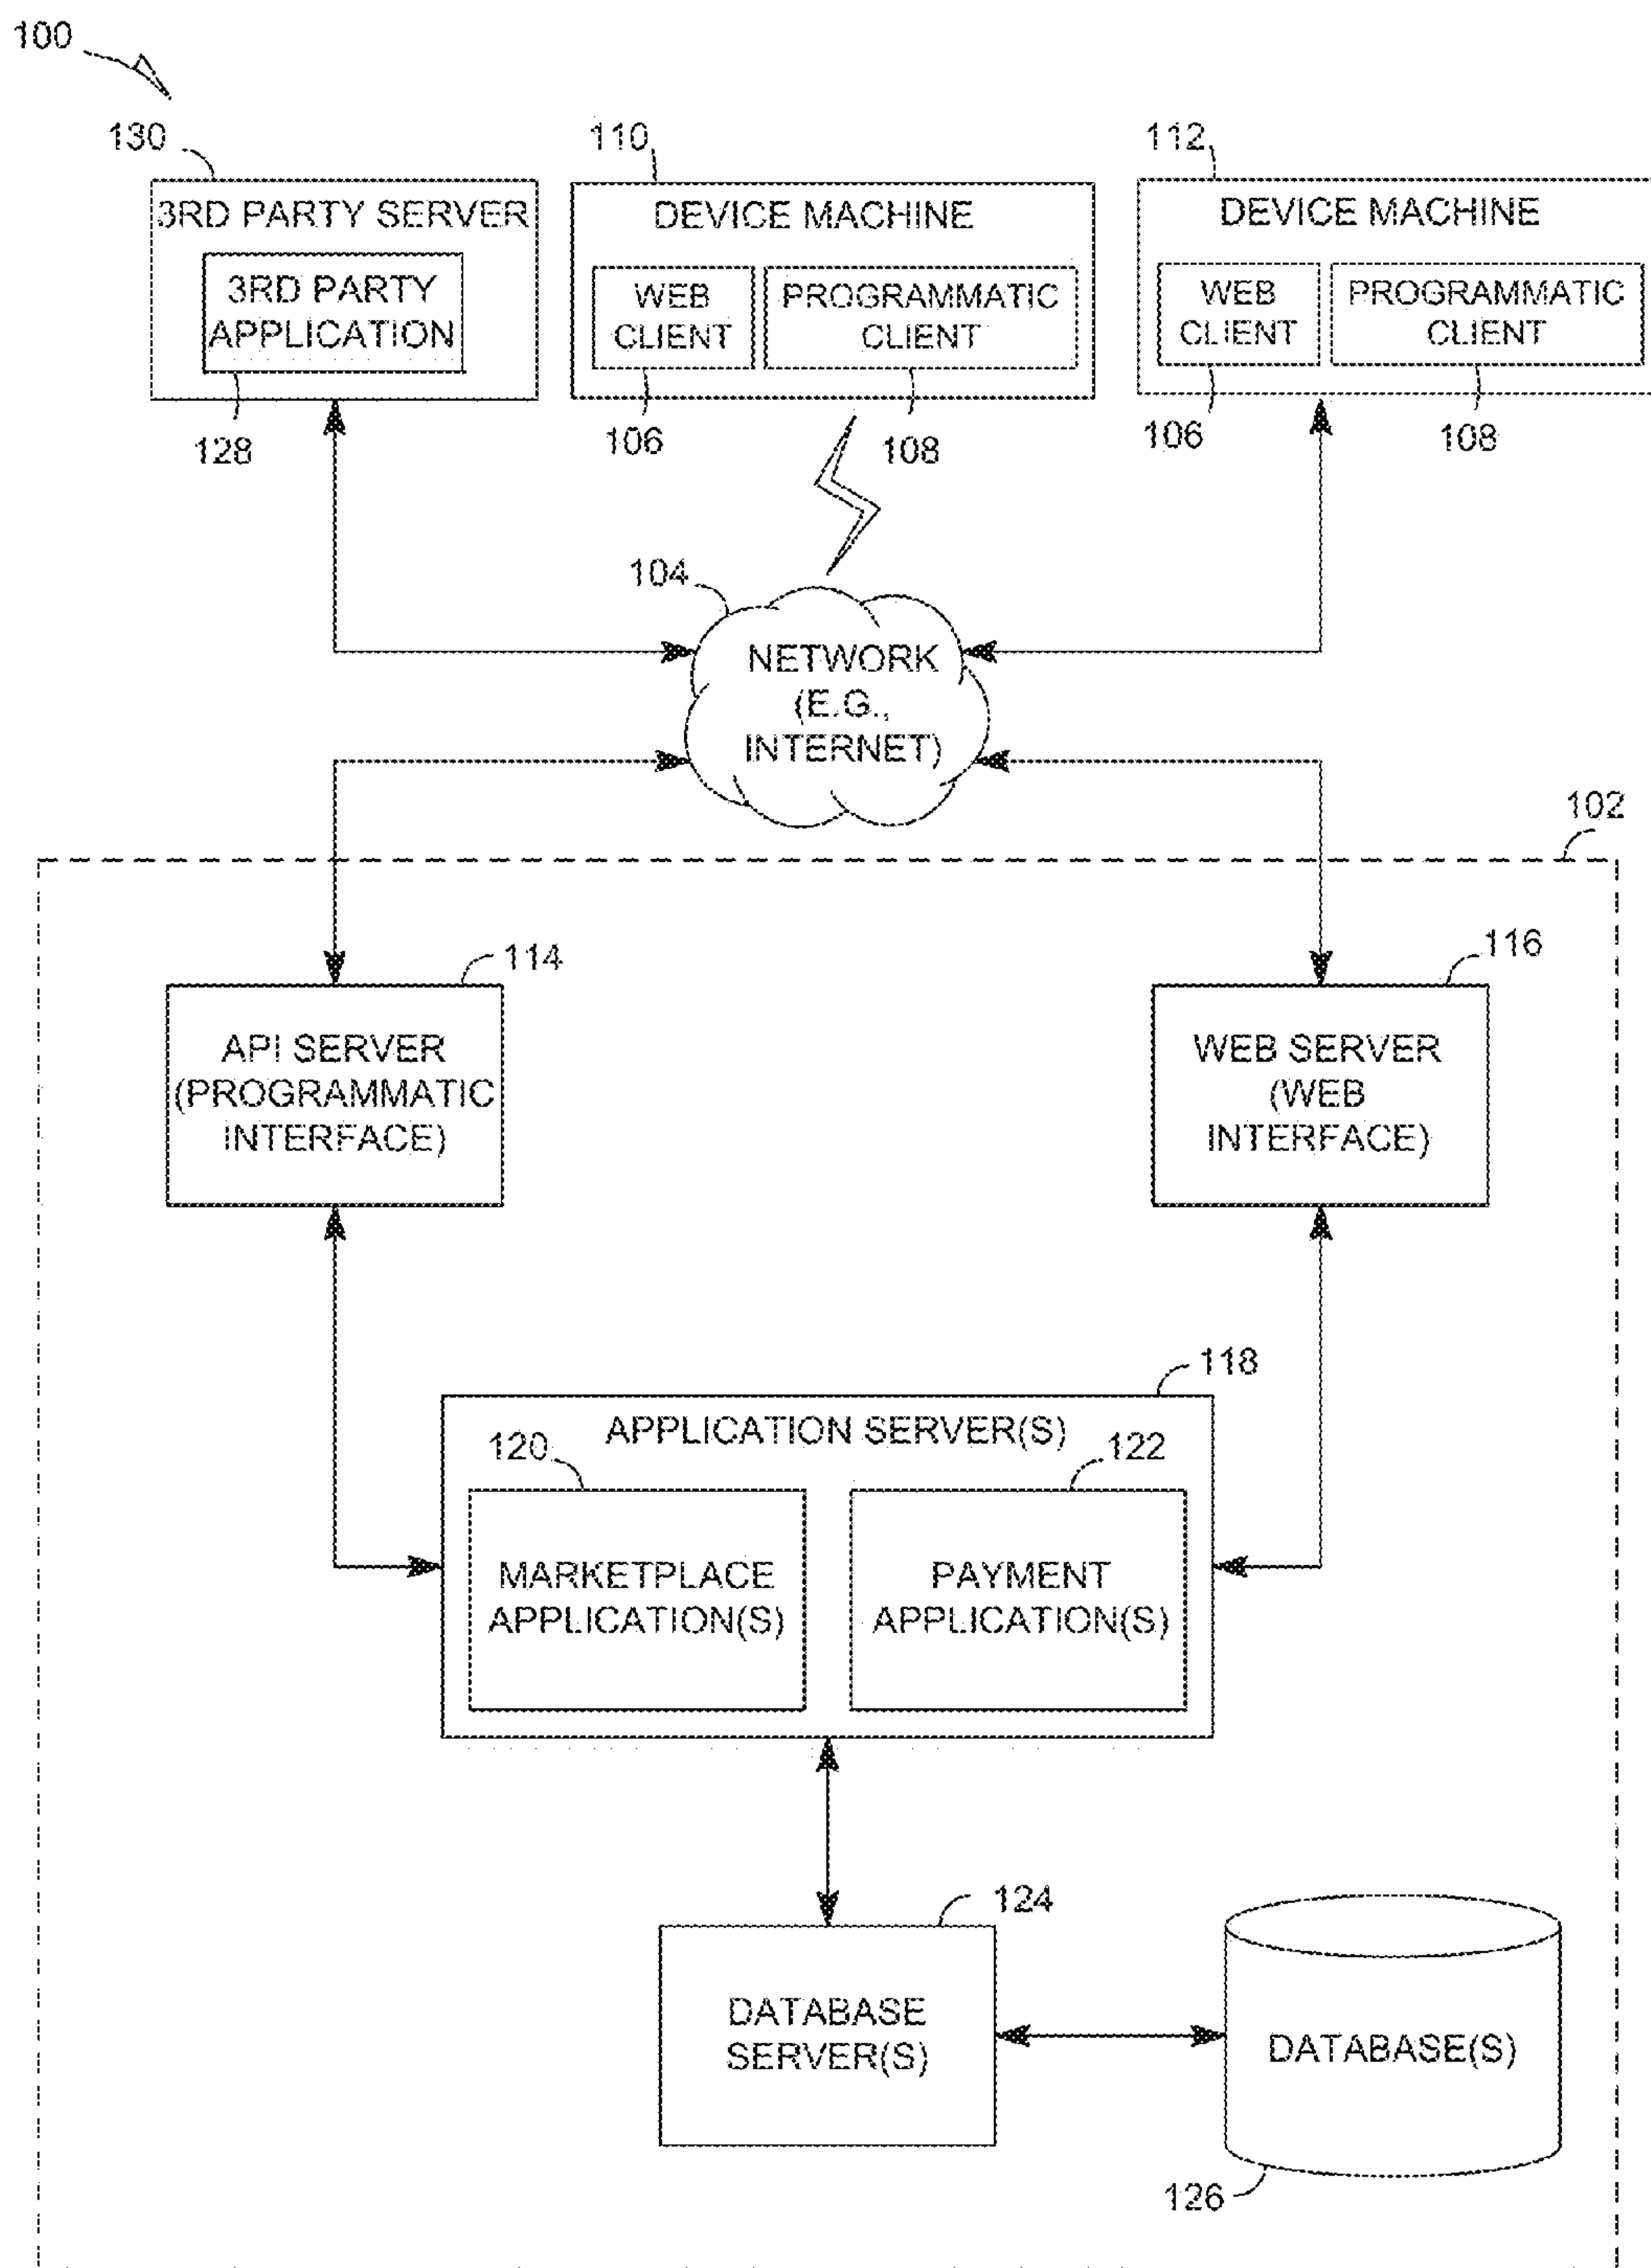 100
130
110
112
3RD PARTY SERVER
3RD PARTY
APPLICATION
128
DEVICE MACHINE
WEB
CLIENT
PROGRAMMATIC
CLIENT
106
108
DEVICE MACHINE
WEB
CLIENT
PROGRAMMATIC
CLIENT
106
108
104
NETWORK
(E.G.,
INTERNET)
102
114
API SERVER
(PROGRAMMATIC
INTERFACE)
116
WEB SERVER
(WEB
INTERFACE)
118
APPLICATION SERVER(S)
120
122
MARKETPLACE
APPLICATION(S)
PAYMENT
APPLICATION(S)
124
DATABASE
SERVER(S)
DATABASE(S)
126